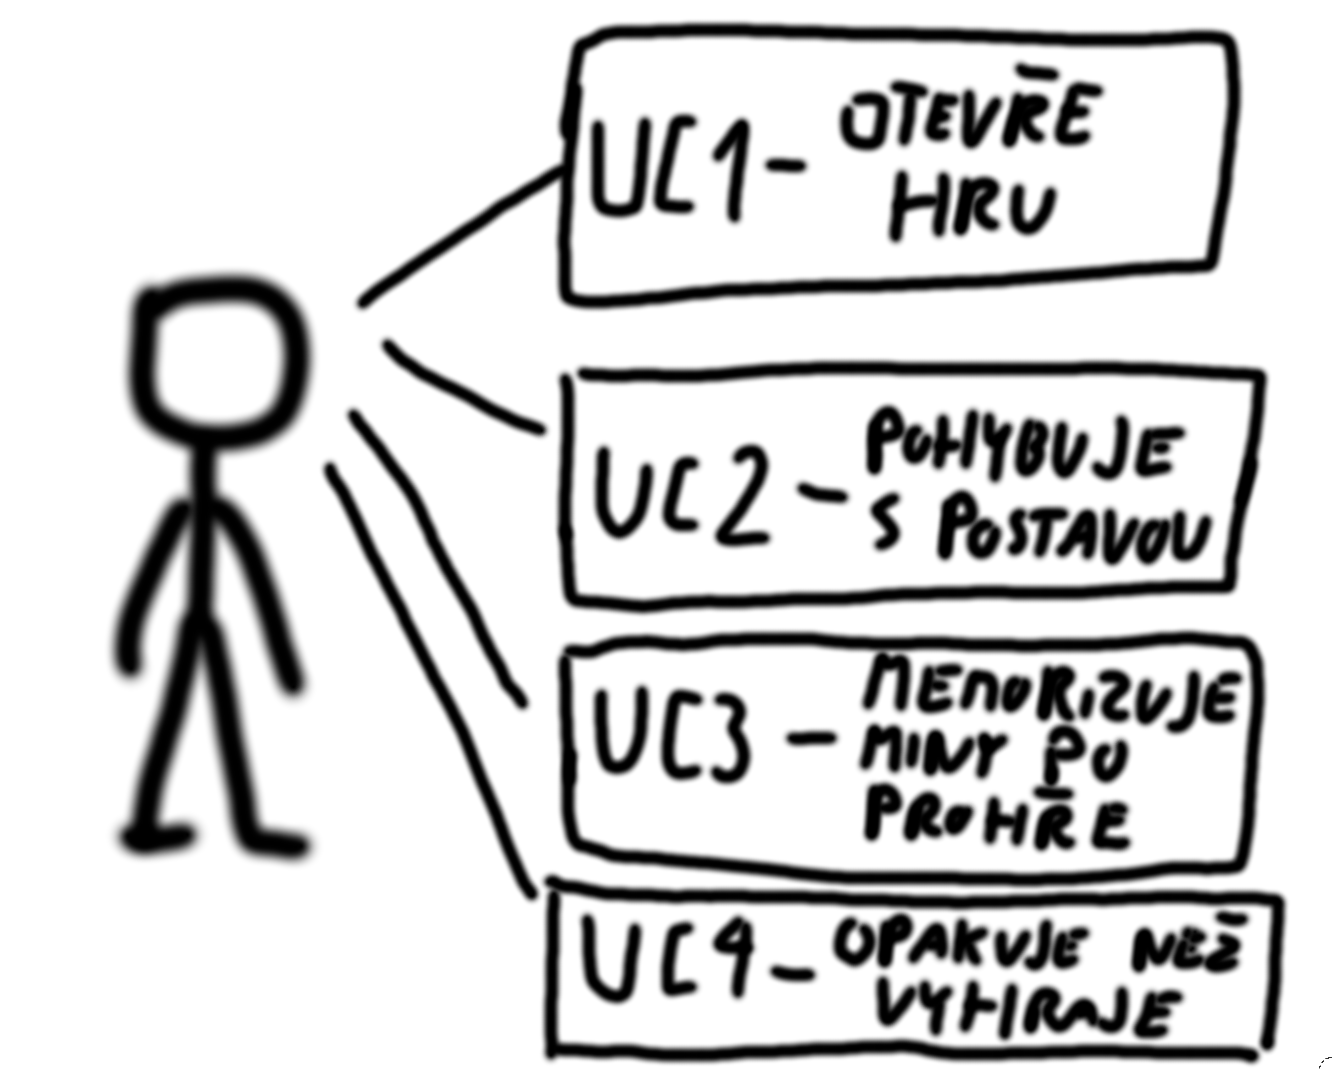 UC1 - OTEVŘE
HRU
UC2 - POHYBUJE
S POSTAVOU
UC3 - MEMORIZUJE
MINY PO
PROHŘE
UC4 - OPAKUJE NEŽ
VYHRAJE